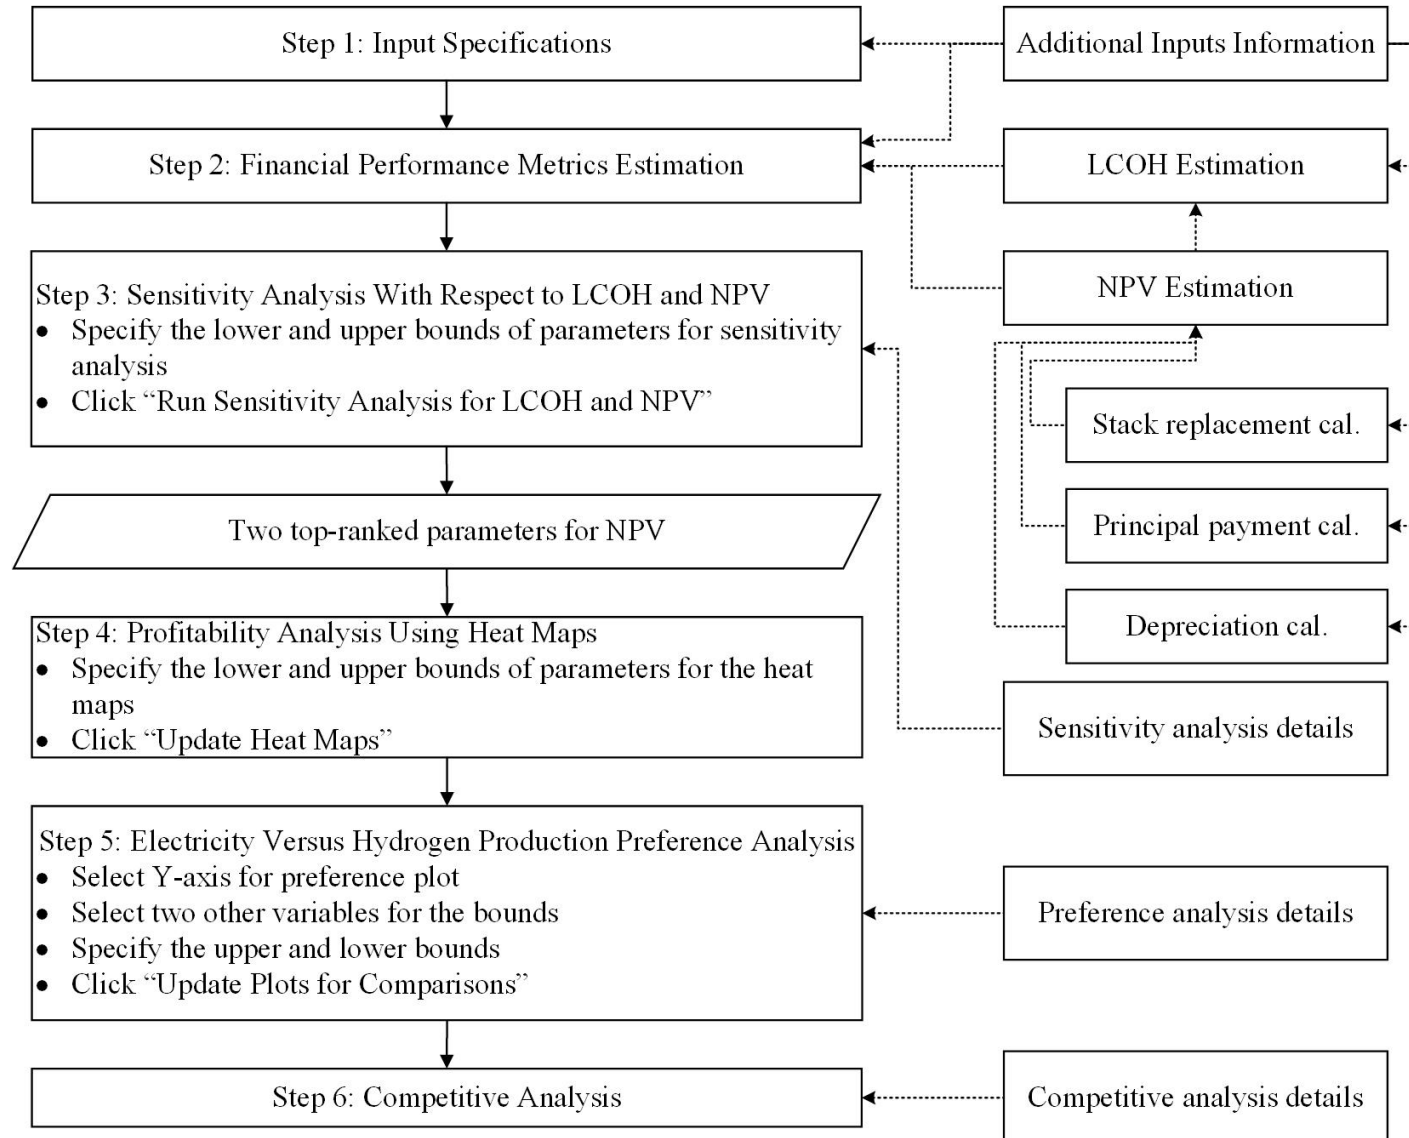 Step 1: Input Specifications
Additional Inputs Information
Step 2: Financial Performance Metrics Estimation
LCOH Estimation
NPV Estimation
Step 3: Sensitivity Analysis With Respect to LCOH and NPV
• Specify the lower and upper bounds of parameters for sensitivity
analysis
• Click “Run Sensitivity Analysis for LCOH and NPV”
Stack replacement cal.
Two top-ranked parameters for NPV
Principal payment cal.
Depreciation cal.
Step 4: Profitability Analysis Using Heat Maps
• Specify the lower and upper bounds of parameters for the heat
maps
• Click “Update Heat Maps”
Sensitivity analysis details
Step 5: Electricity Versus Hydrogen Production Preference Analysis
• Select Y-axis for preference plot
• Select two other variables for the bounds
• Specify the upper and lower bounds
• Click “Update Plots for Comparisons”
Preference analysis details
Step 6: Competitive Analysis
Competitive analysis details